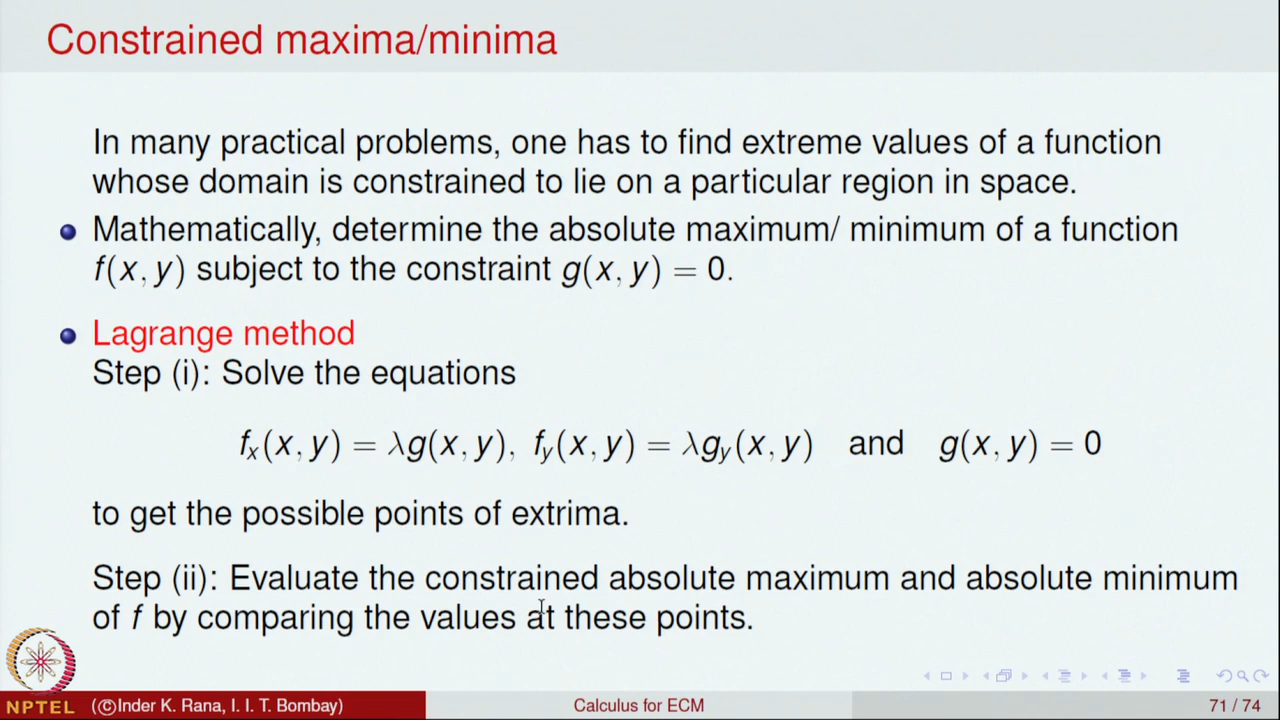 Constrained maxima/minima
In many practical problems, one has to find extreme values of a function
whose domain is constrained to lie on a particular region in space.
Mathematically, determine the absolute maximum/ minimum of a function
f(x, y) subject to the constraint g(x, y) = 0.
Lagrange method
Step (i): Solve the equations
fₓ(x, y) = λg(x, y), f_y(x, y) = λg_y(x, y) and g(x, y) = 0
to get the possible points of extrima.
Step (ii): Evaluate the constrained absolute maximum and absolute minimum
of f by comparing the values at these points.
NPTEL (©Inder K. Rana, I. I. T. Bombay) Calculus for ECM 71 / 74